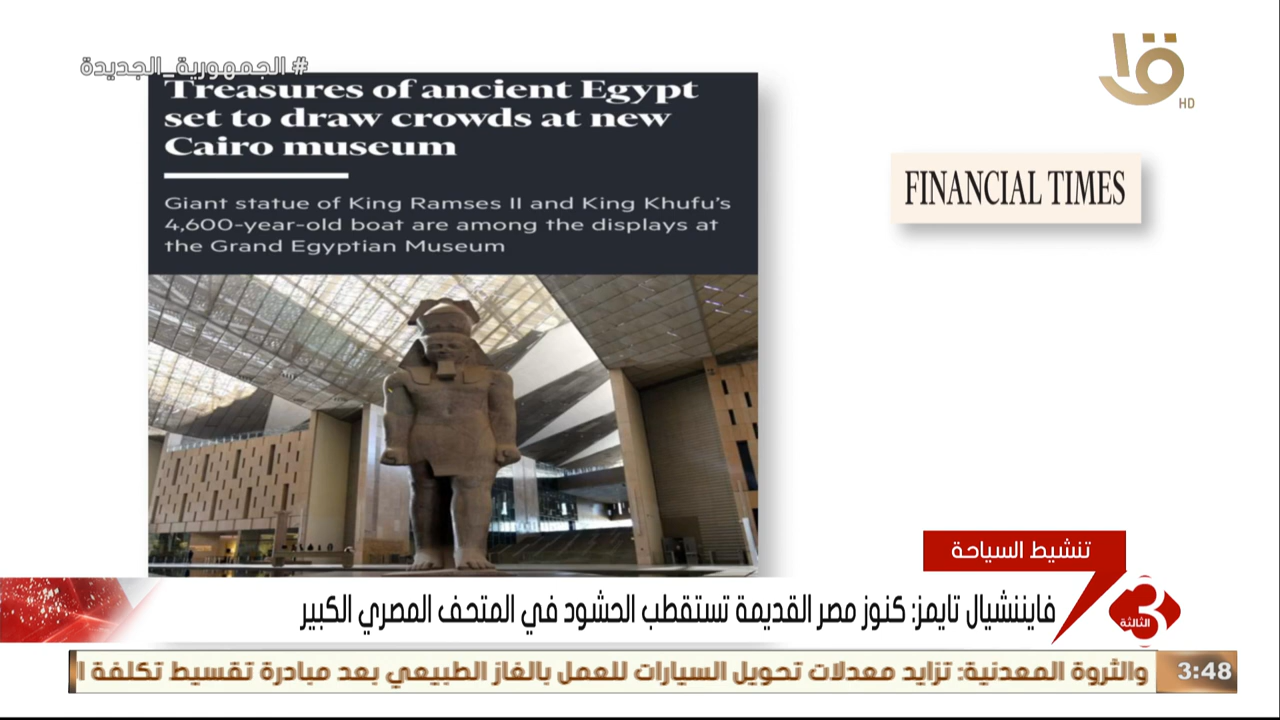 #الجمهورية_الجديدة
HD
Treasures of ancient Egypt
set to draw crowds at new
Cairo museum
FINANCIAL TIMES
Giant statue of King Ramses II and King Khufu's
4,600-year-old boat are among the displays at
the Grand Egyptian Museum
تنشيط السياحة
فايننشيال تايمز: كنوز مصر القديمة تستقطب الحشود في المتحف المصري الكبير
3 الثالثة
والثروة المعدنية: تزايد معدلات تحويل السيارات للعمل بالغاز الطبيعي بعد مبادرة تقسيط تكلفة ا
3:48